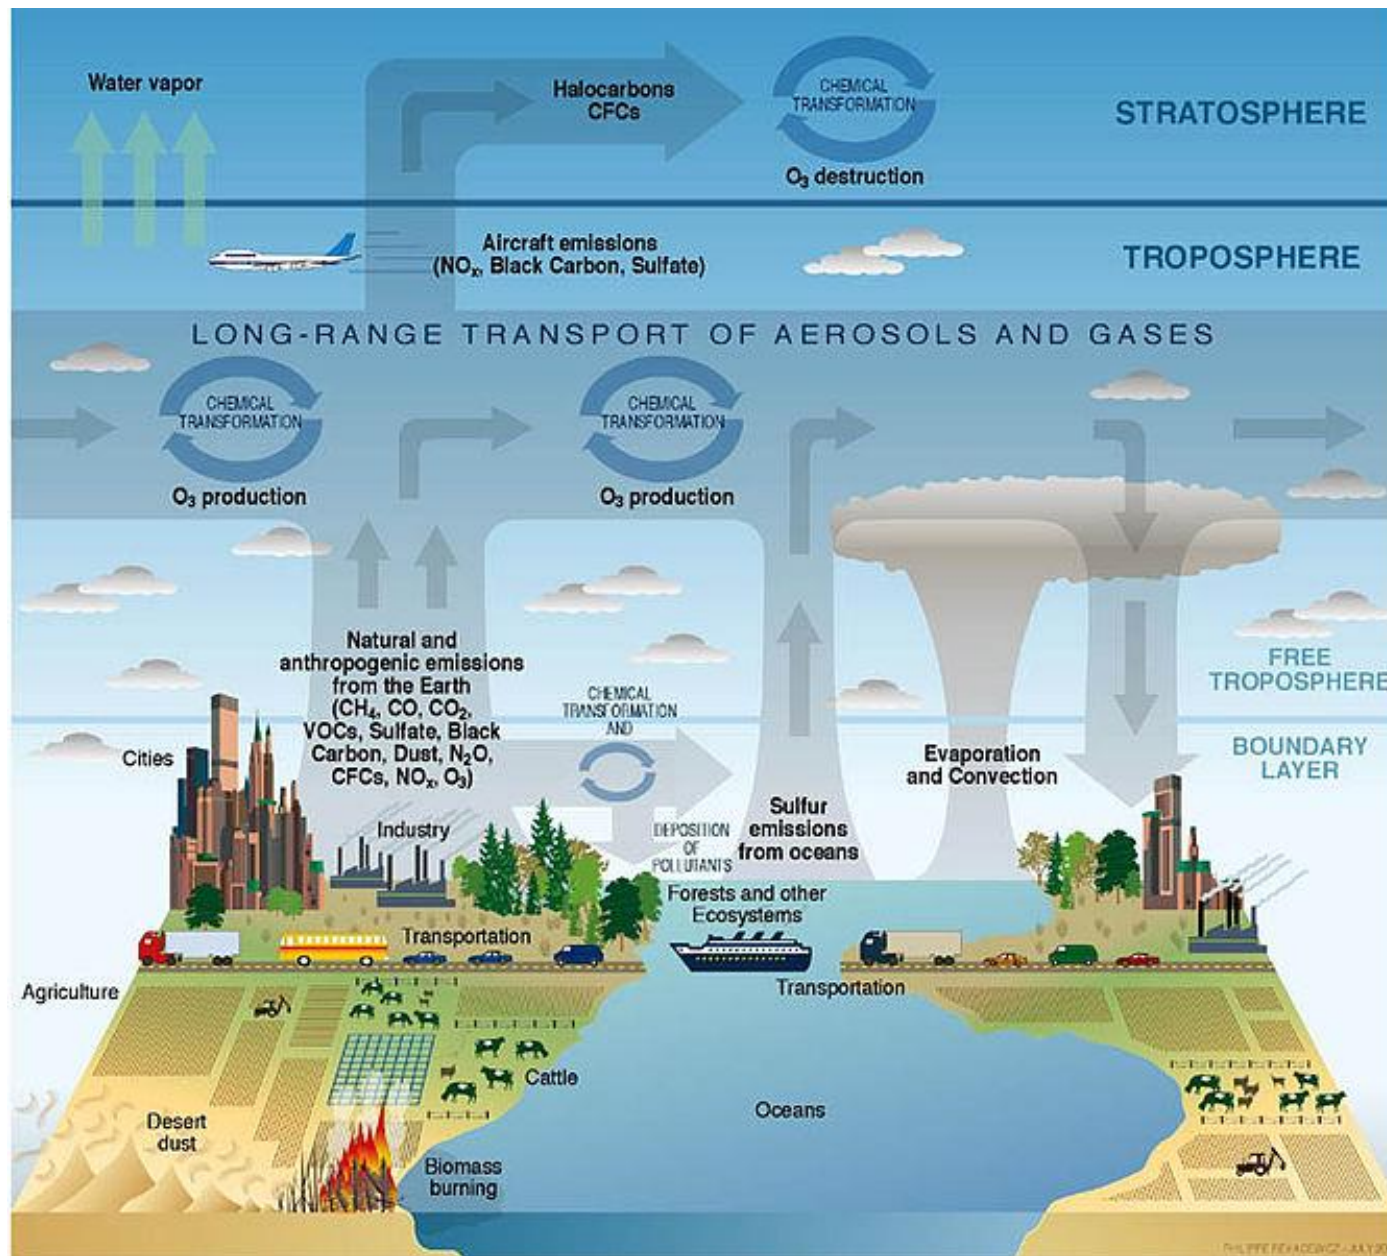 Water vapor
Halocarbons
CFCs
CHEMICAL
TRANSFORMATION
O₃ destruction
STRATOSPHERE
Aircraft emissions
(NOₓ, Black Carbon, Sulfate)
TROPOSPHERE
LONG-RANGE TRANSPORT OF AEROSOLS AND GASES
CHEMICAL
TRANSFORMATION
O₃ production
CHEMICAL
TRANSFORMATION
O₃ production
Natural and
anthropogenic emissions
from the Earth
(CH₄, CO, CO₂,
VOCs, Sulfate, Black
Carbon, Dust, N₂O,
CFCs, NOₓ, O₃)
CHEMICAL
TRANSFORMATION
AND
FREE
TROPOSPHERE
BOUNDARY
LAYER
Cities
Evaporation
and Convection
Industry
DEPOSITION
OF
POLLUTANTS
Sulfur
emissions
from oceans
Forests and other
Ecosystems
Transportation
Transportation
Agriculture
Cattle
Oceans
Desert
dust
Biomass
burning